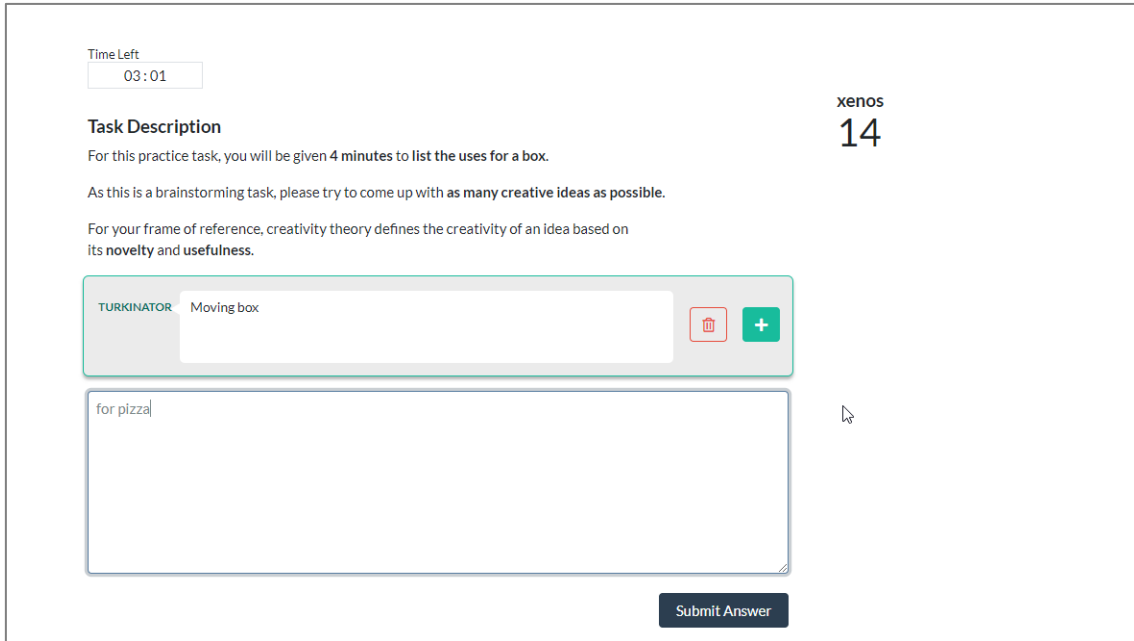 Time Left
03:01
xenos
14
Task Description
For this practice task, you will be given 4 minutes to list the uses for a box.
As this is a brainstorming task, please try to come up with as many creative ideas as possible.
For your frame of reference, creativity theory defines the creativity of an idea based on
its novelty and usefulness.
TURKINATOR
Moving box
for pizza
Submit Answer